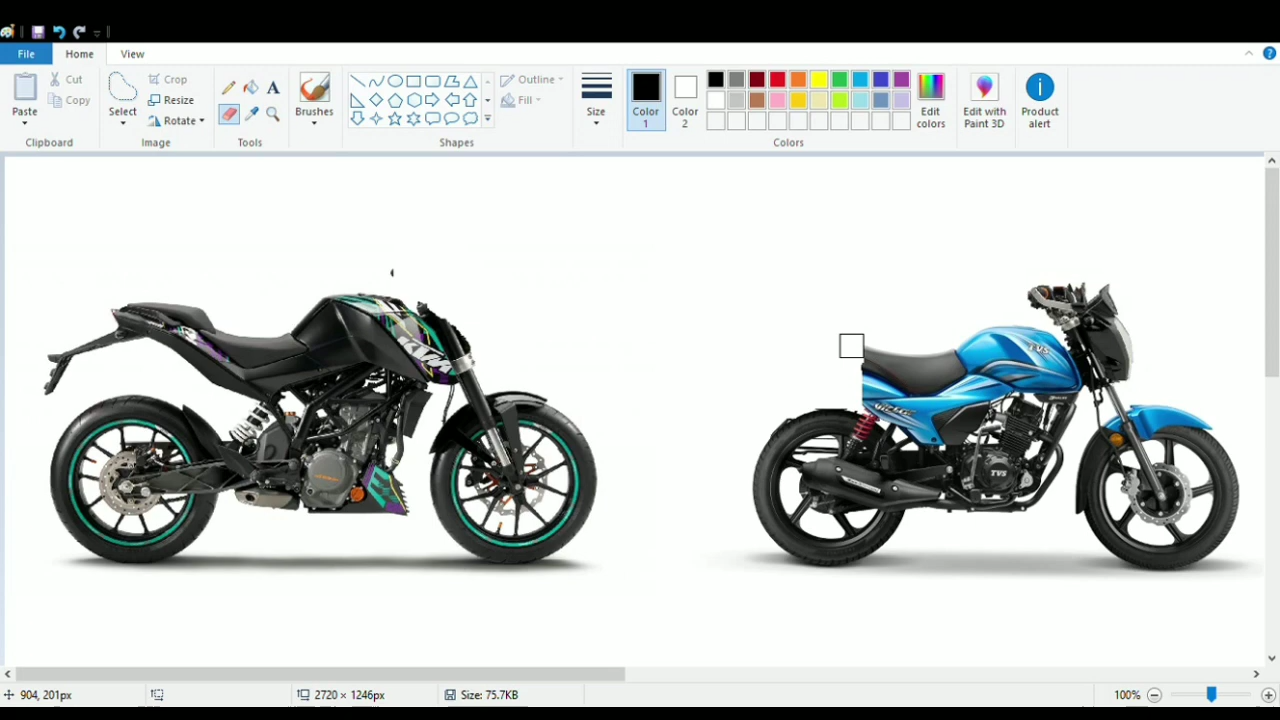 File Home View
Paste
Cut
Copy
Clipboard
Select
Crop
Resize
Rotate
Image
Tools
Brushes
Shapes
Outline
Fill
Size
Color 1
Color 2
Edit colors
Colors
Edit with Paint 3D
Product alert
KTM
TVS
TVS
904, 201px
2720 × 1246px
Size: 75.7KB
100%